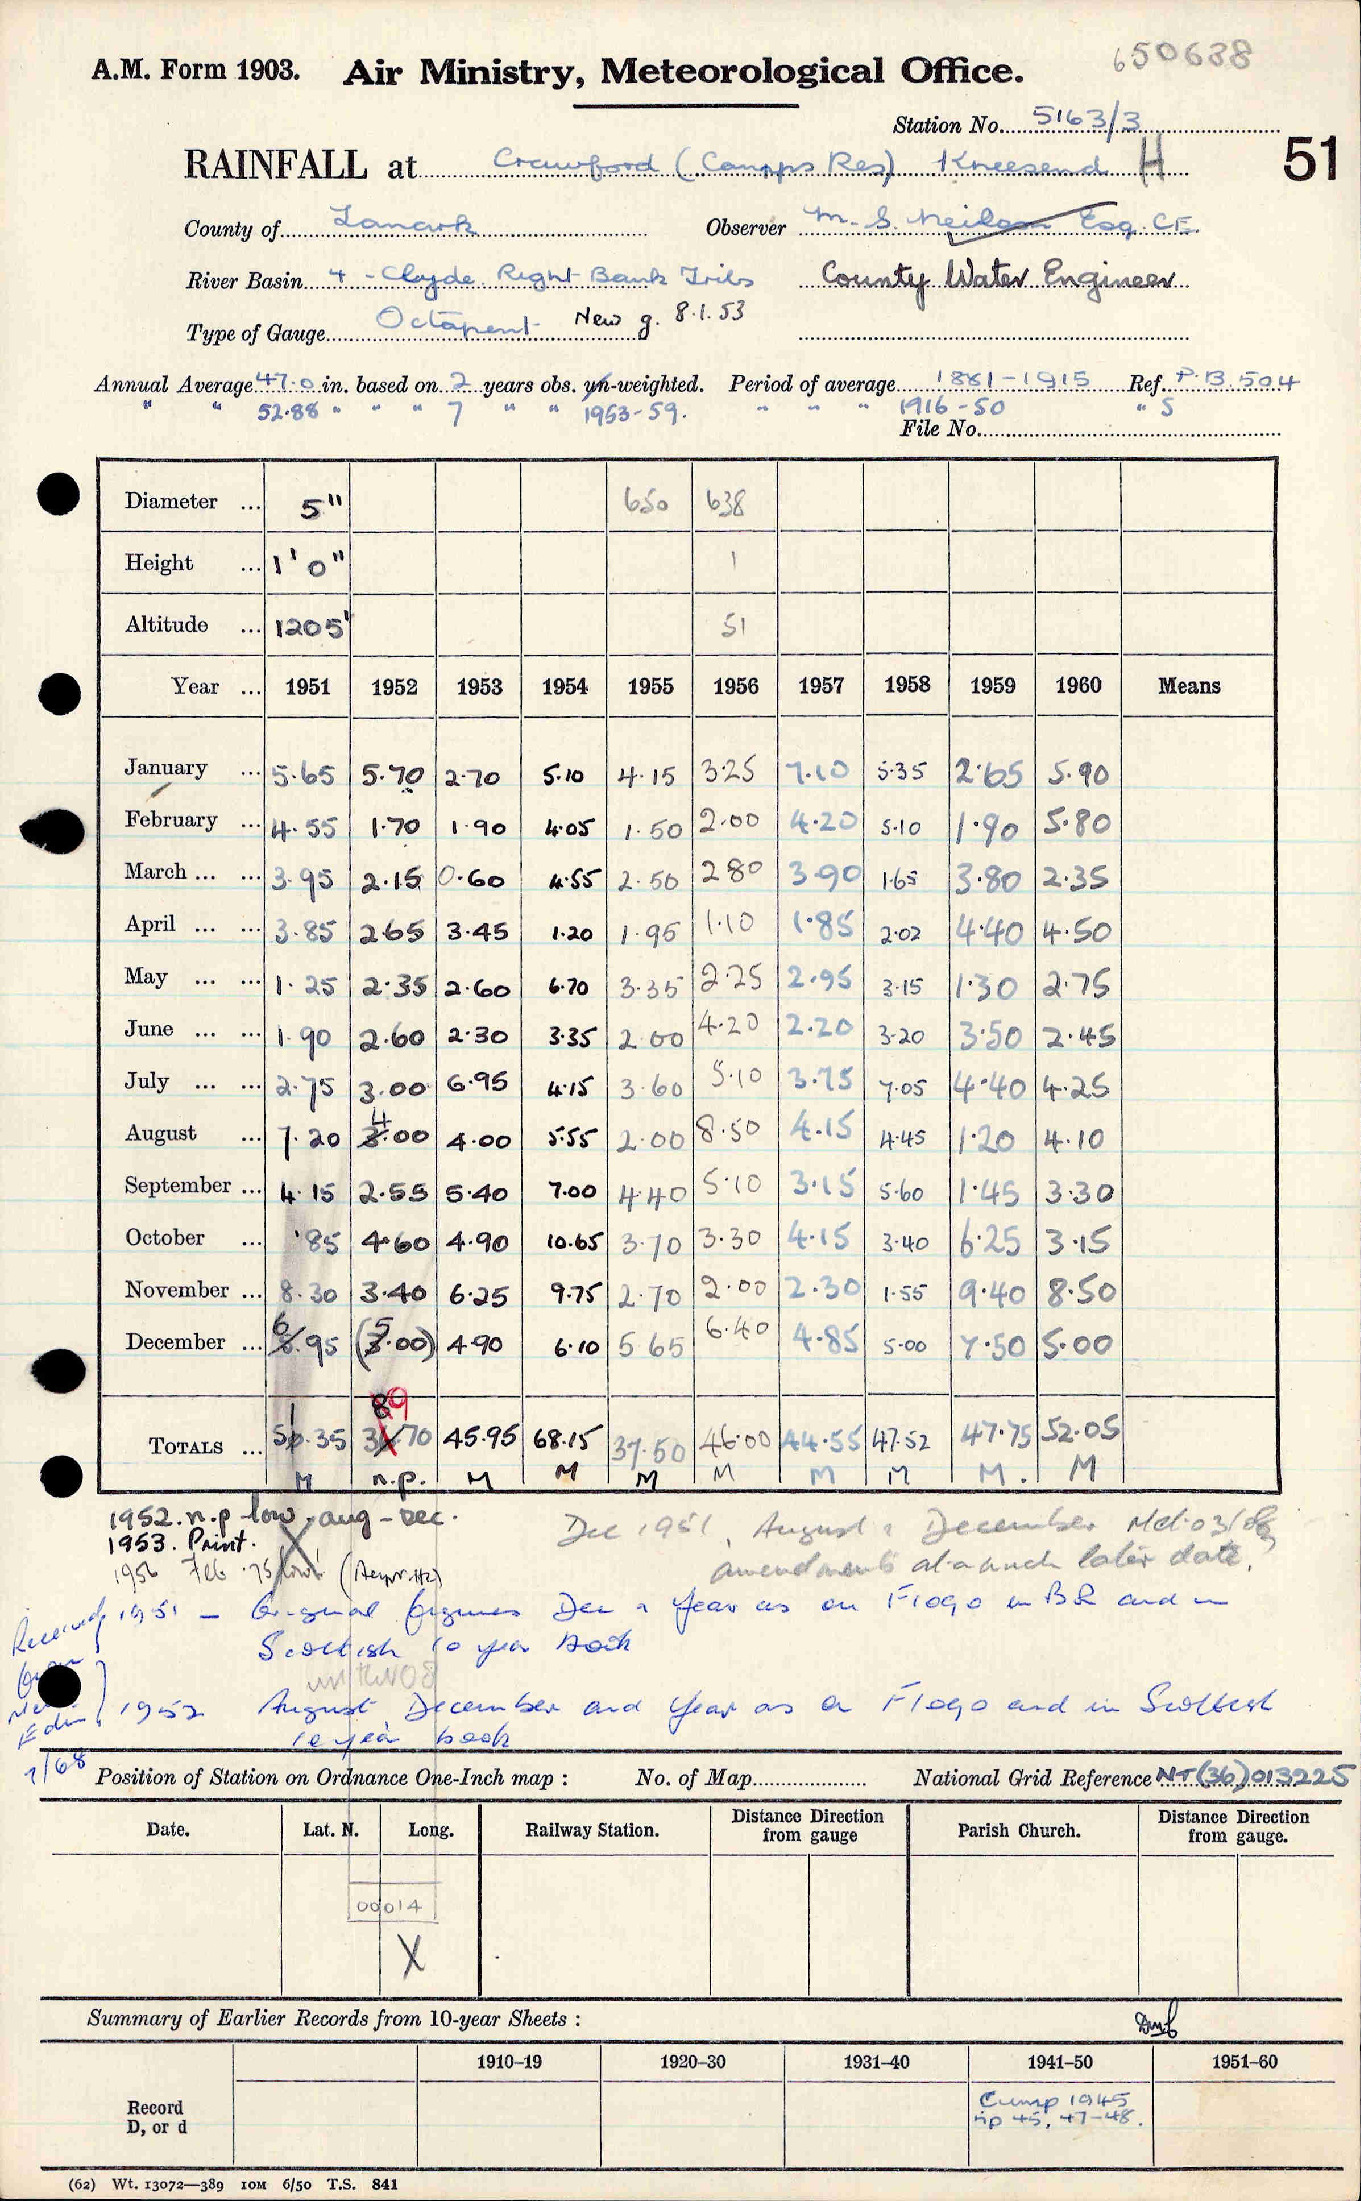 650638
A.M. Form 1903. Air Ministry, Meteorological Office.
Station No. 5163/3
51
RAINFALL at Crawford (Camps Res) Kneesend H
County of Lanark Observer M. S. Neilson Esq. C.E.
River Basin 4 - Clyde Right Bank Tribs County Water Engineer
Type of Gauge Octapent New g. 8.1.53
Annual Average 47.0 in. based on 2 years obs. un-weighted. Period of average 1881-1915 Ref. P.B. 504
" " 52.88 " " " 7 " " 1953-59. " " " 1916-50 " 5
File No.
Diameter ... 5" 650 638
Height ... 1'0" 1
Altitude ... 1205' 51
Year ... 1951 1952 1953 1954 1955 1956 1957 1958 1959 1960 Means
January ... 5.65 5.70 2.70 5.10 4.15 3.25 7.10 5.35 2.65 5.90
February ... 4.55 1.70 1.90 4.05 1.50 2.00 4.20 5.10 1.90 5.80
March ... ... 3.95 2.15 0.60 4.55 2.50 2.80 3.90 1.65 3.80 2.35
April ... ... 3.85 2.65 3.45 1.20 1.95 1.10 1.85 2.02 4.40 4.50
May ... ... 1.25 2.35 2.60 6.70 3.35 2.25 2.95 3.15 1.30 2.75
June ... ... 1.90 2.60 2.30 3.35 2.00 4.20 2.20 3.20 3.50 2.45
July ... ... 2.75 3.00 6.95 4.15 3.60 5.10 3.75 7.05 4.40 4.25
August ... 7.20 4.00 4.00 5.55 2.00 8.50 4.15 4.45 1.20 4.10
September ... 4.15 2.55 5.40 7.00 4.40 5.10 3.15 5.60 1.45 3.30
October ... .85 4.60 4.90 10.65 3.70 3.30 4.15 3.40 6.25 3.15
November ... 8.30 3.40 6.25 9.75 2.70 2.00 2.30 1.55 9.40 8.50
December ... 6.95 (5.00) 4.90 6.10 5.65 6.40 4.85 5.00 7.50 5.00
TOTALS ... 51.35 39.70 45.95 68.15 37.50 46.00 44.55 47.52 47.75 52.05
M n.p. M M M M M M M. M
1952. n.p low, aug - Dec.
1953. Print.
1956 Feb .75 low
Dec 1951, August & December
amendments at a much later date.
1951 - Original figures Dec & Year as on F1090 in BR and in
Scottish 10 year book
1952 August December and Year as on F1090 and in Scottish
10 year book
7/68
Position of Station on Ordnance One-Inch map : No. of Map National Grid Reference NT (36) 013225
Date. Lat. N. Long. Railway Station. Distance from gauge Direction Parish Church. Distance from gauge. Direction
00014
X
Summary of Earlier Records from 10-year Sheets :
1910–19 1920–30 1931–40 1941–50 1951–60
Record
D, or d
Cump 1945
np 45, 47-48.
(62) Wt. 13072—389 10M 6/50 T.S. 841